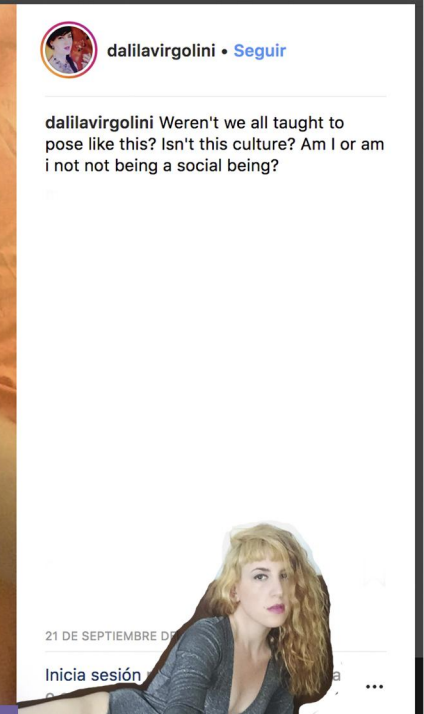 dalilavirgolini • Seguir
dalilavirgolini Weren't we all taught to
pose like this? Isn't this culture? Am I or am
i not not being a social being?
21 DE SEPTIEMBRE
Inicia sesión